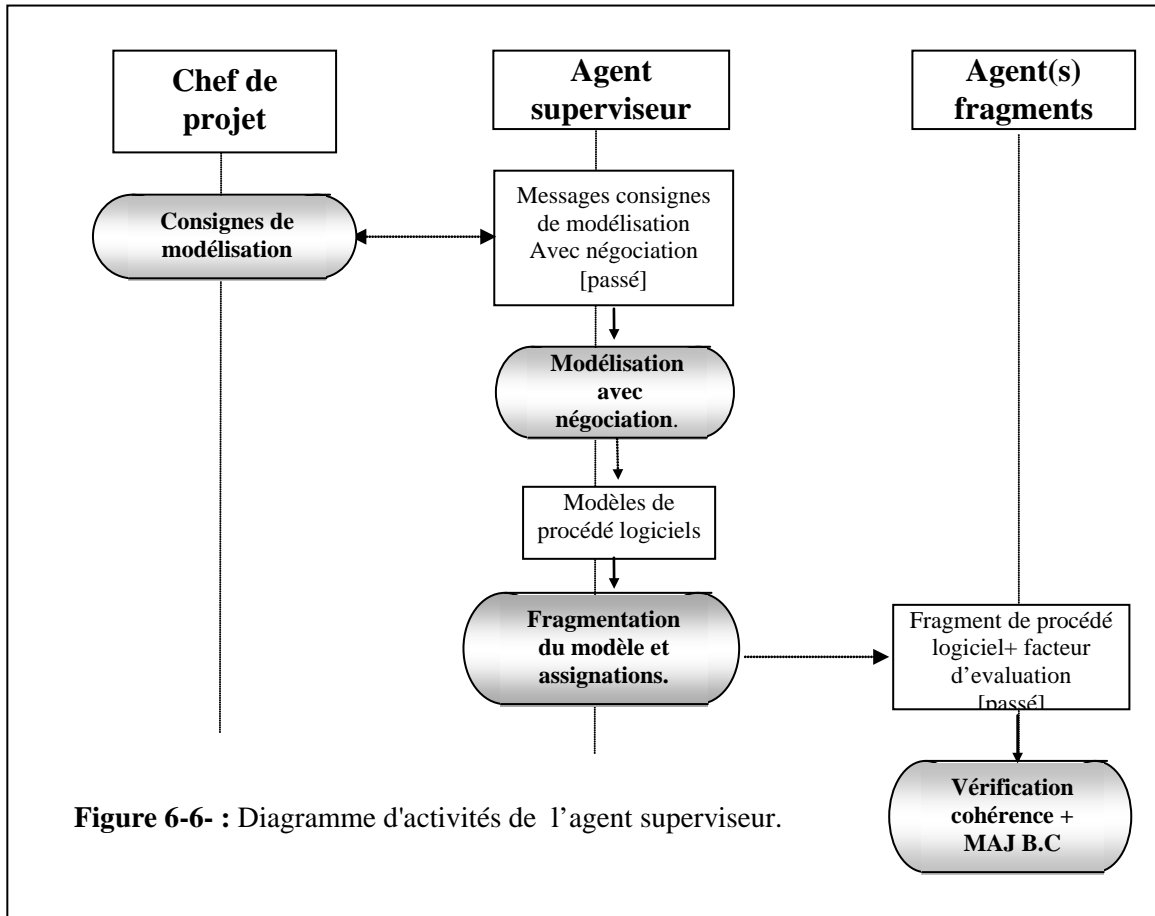 Chef de
projet
Agent
superviseur
Agent(s)
fragments
Consignes de
modélisation
Messages consignes
de modélisation
Avec négociation
[passé]
Modélisation
avec
négociation.
Modèles de
procédé logiciels
Fragmentation
du modèle et
assignations.
Fragment de procédé
logiciel+ facteur
d’evaluation
[passé]
Vérification
cohérence +
MAJ B.C
Figure 6-6- : Diagramme d'activités de l’agent superviseur.